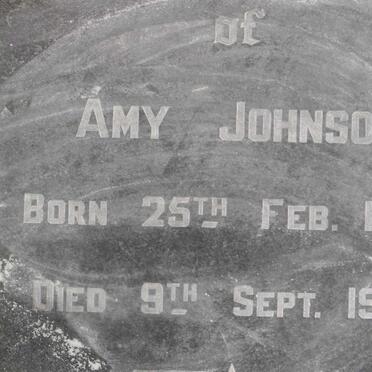 of
AMY JOHNSO
BORN 25TH FEB.
DIED 9TH SEPT. 19